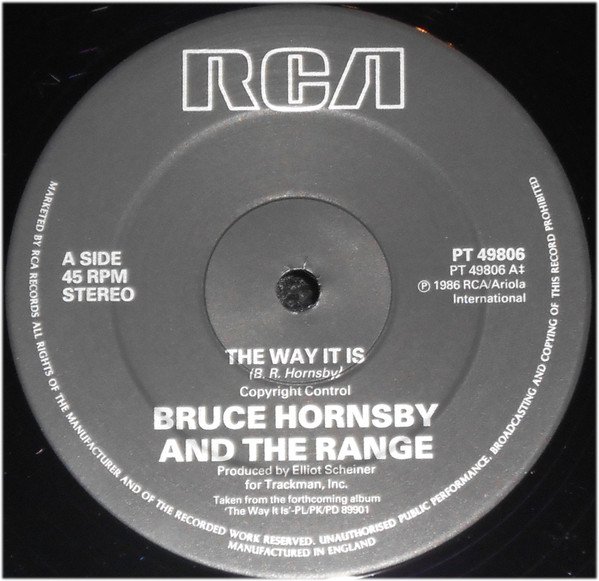 RCA
A SIDE
45 RPM
STEREO
PT 49806
PT 49806 A‡
Ⓟ 1986 RCA/Ariola
International
THE WAY IT IS
(B. R. Hornsby)
Copyright Control
BRUCE HORNSBY
AND THE RANGE
Produced by Elliot Scheiner
for Trackman, Inc.
Taken from the forthcoming album
'The Way It Is'-PL/PK/PD 89901
MARKETED BY RCA RECORDS ALL RIGHTS OF THE MANUFACTURER AND OF THE RECORDED WORK RESERVED. UNAUTHORISED PUBLIC PERFORMANCE, BROADCASTING AND COPYING OF THIS RECORD PROHIBITED
MANUFACTURED IN ENGLAND